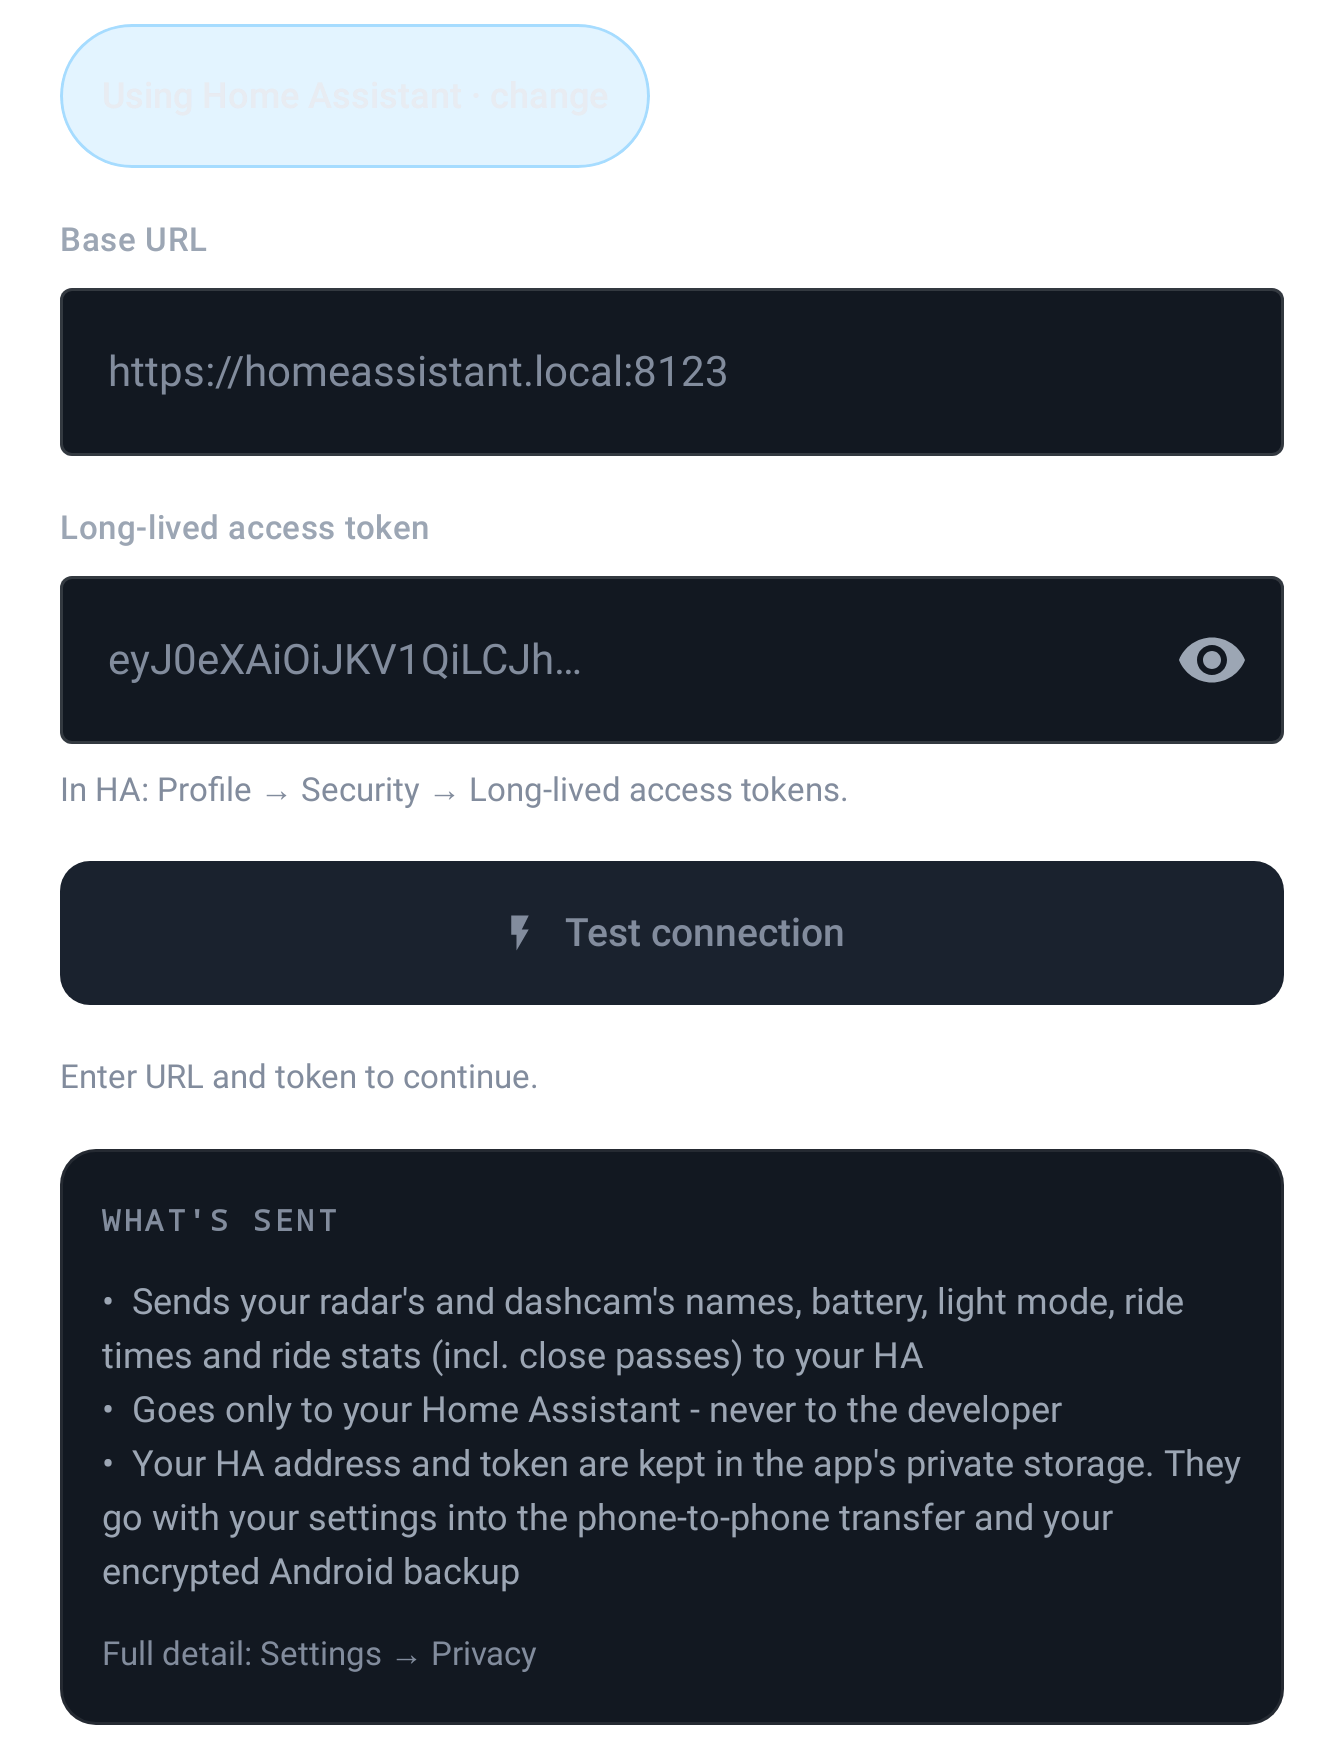 Using Home Assistant · change
Base URL
https://homeassistant.local:8123
Long-lived access token
eyJ0eXAiOiJKV1QiLCJh…
In HA: Profile → Security → Long-lived access tokens.
Test connection
Enter URL and token to continue.
WHAT'S SENT
• Sends your radar's and dashcam's names, battery, light mode, ride
times and ride stats (incl. close passes) to your HA
• Goes only to your Home Assistant - never to the developer
• Your HA address and token are kept in the app's private storage. They
go with your settings into the phone-to-phone transfer and your
encrypted Android backup
Full detail: Settings → Privacy